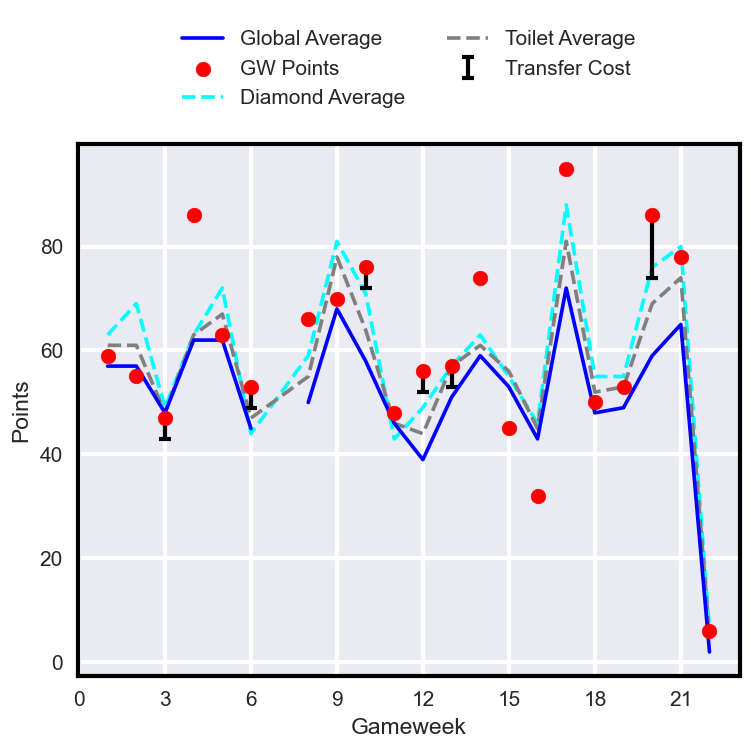 Global Average
GW Points
Diamond Average
Toilet Average
Transfer Cost
80
60
40
20
0
Points
0 3 6 9 12 15 18 21
Gameweek